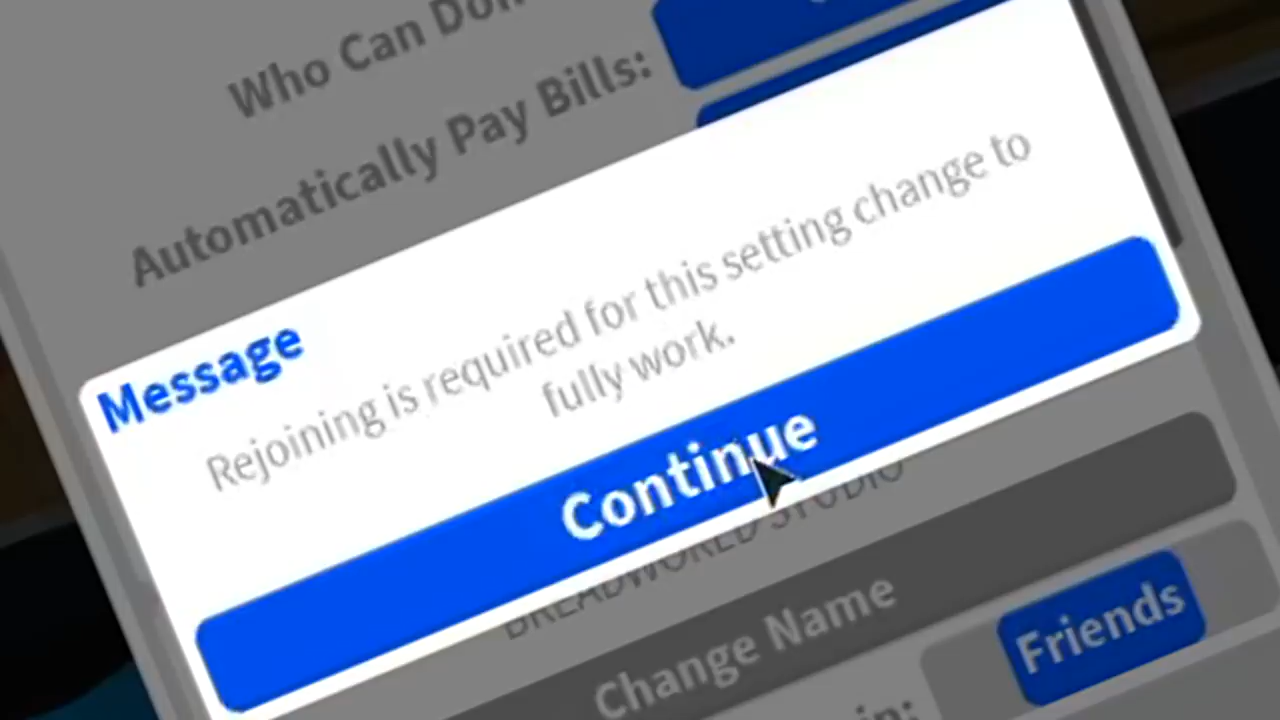 Who Can Don
Automatically Pay Bills:
Message
Rejoining is required for this setting change to
fully work.
Continue
BREADWORLD STUDIO
Change Name
Friends